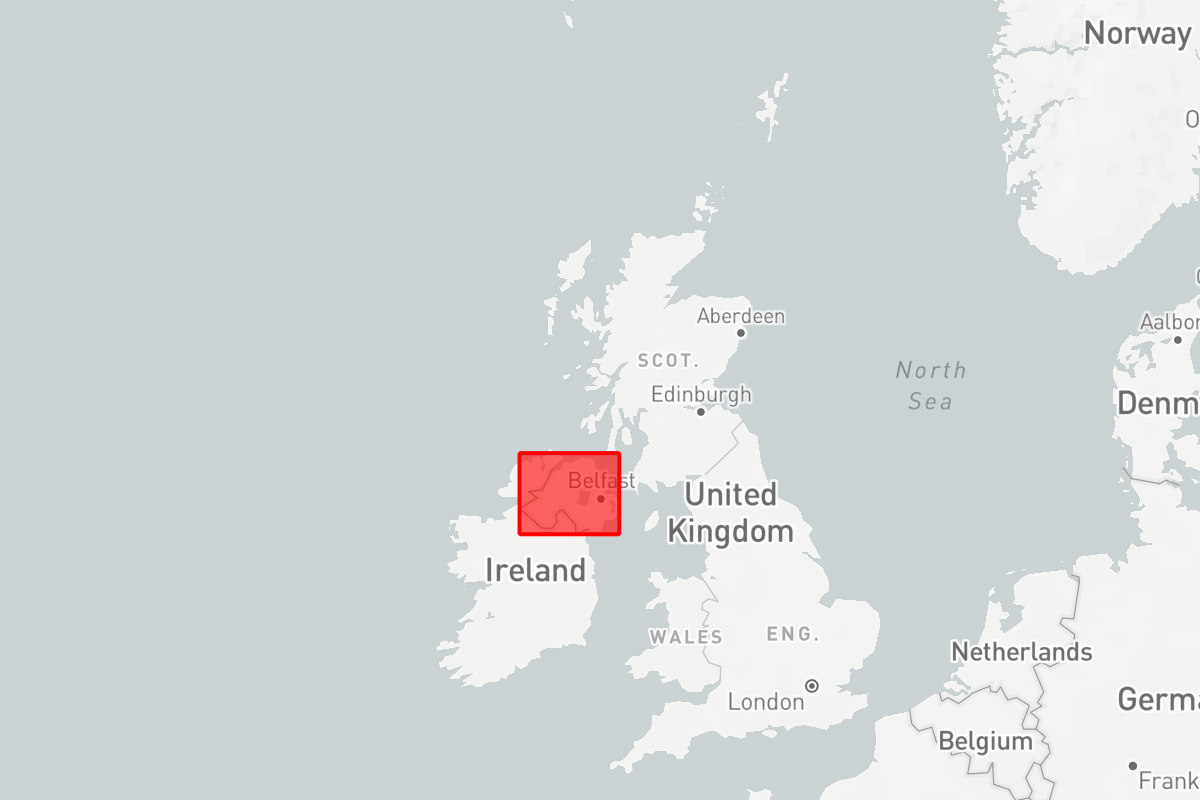 Norway
O
Aberdeen
Aalbor
SCOT.
North
Sea
Edinburgh
Denm
Belfast
United
Kingdom
Ireland
WALES
ENG.
Netherlands
London
Germa
Belgium
Frank